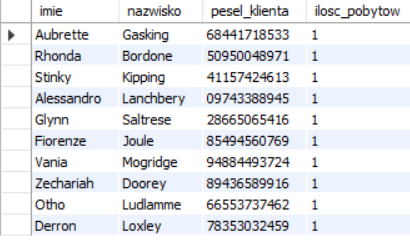 imie nazwisko pesel_klienta ilosc_pobytow
Aubrette Gasking 68441718533 1
Rhonda Bordone 50950048971 1
Stinky Kipping 41157424613 1
Alessandro Lanchbery 09743388945 1
Glynn Saltrese 28665065416 1
Fiorenze Joule 85494560769 1
Vania Mogridge 94884493724 1
Zechariah Doorey 89436589916 1
Otho Ludlamme 66553737462 1
Derron Loxley 78353032459 1